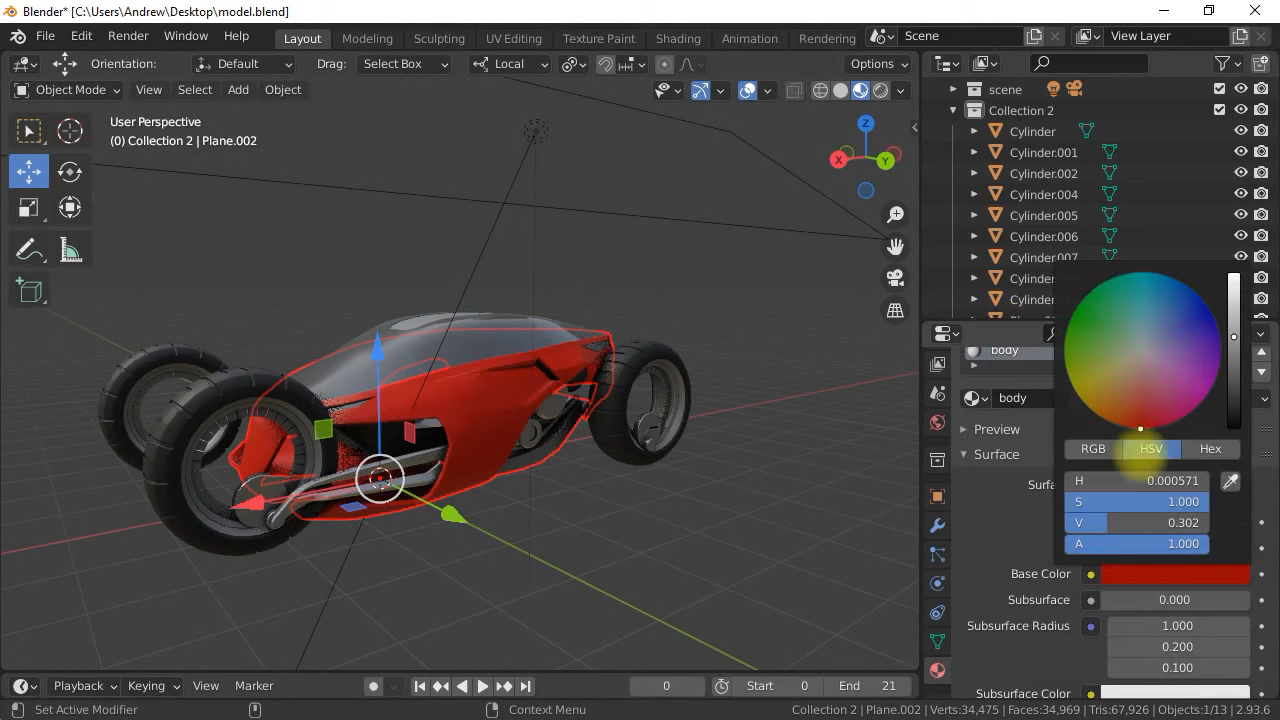 Blender* [C:\Users\Andrew\Desktop\model.blend]
File Edit Render Window Help Layout Modeling Sculpting UV Editing Texture Paint Shading Animation Rendering Scene View Layer
Orientation: Default Drag: Select Box Local Options
Object Mode View Select Add Object
User Perspective
(0) Collection 2 | Plane.002
Z
X
Y
scene
Collection 2
Cylinder
Cylinder.001
Cylinder.002
Cylinder.004
Cylinder.005
Cylinder.006
Cylinder.007
body
body
Preview
Surface
RGB HSV Hex
H 0.000571
S 1.000
V 0.302
A 1.000
Base Color
Subsurface 0.000
Subsurface Radius 1.000
0.200
0.100
Subsurface Color
Playback Keying View Marker 0 Start 0 End 21
Set Active Modifier Context Menu Collection 2 | Plane.002 | Verts:34,475 | Faces:34,969 | Tris:67,926 | Objects:1/13 | 2.93.6